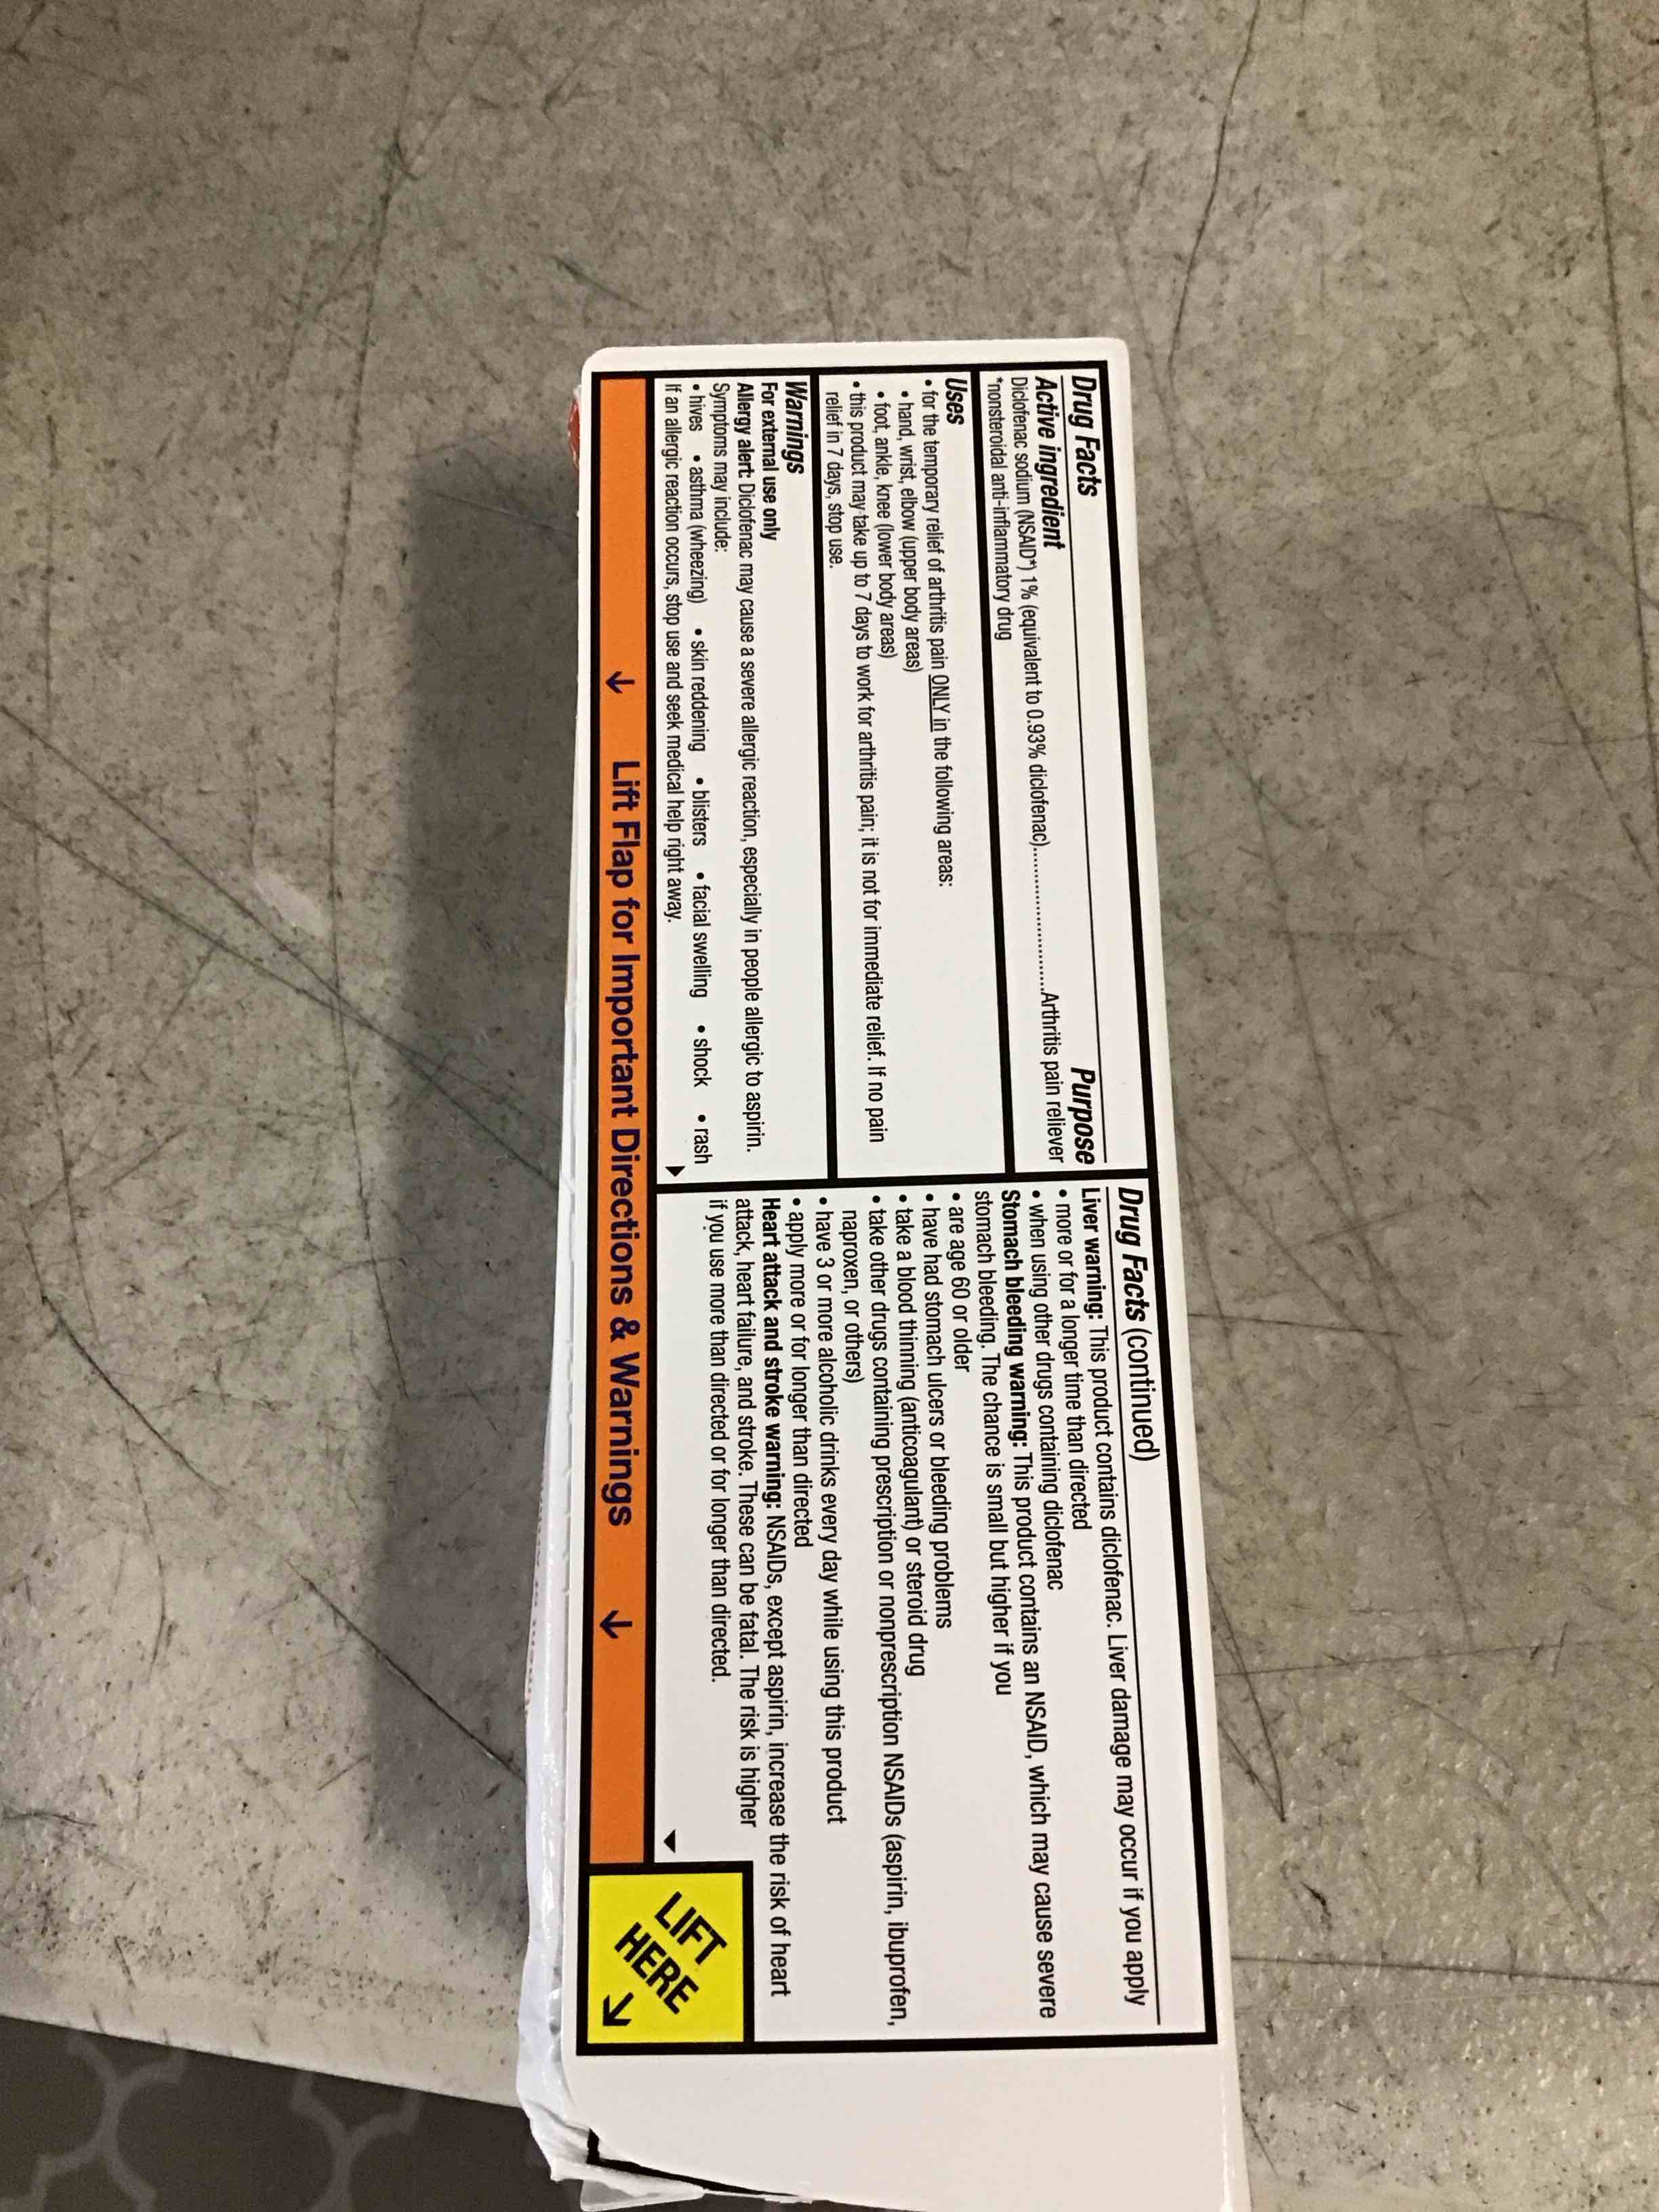 Drug Facts
Active ingredient Purpose
Diclofenac sodium (NSAID*) 1% (equivalent to 0.93% diclofenac)................................Arthritis pain reliever
*nonsteroidal anti-inflammatory drug
Uses
• for the temporary relief of arthritis pain ONLY in the following areas:
• hand, wrist, elbow (upper body areas)
• foot, ankle, knee (lower body areas)
• this product may take up to 7 days to work for arthritis pain; it is not for immediate relief. If no pain
relief in 7 days, stop use.
Warnings
For external use only
Allergy alert: Diclofenac may cause a severe allergic reaction, especially in people allergic to aspirin.
Symptoms may include:
• hives • asthma (wheezing) • skin reddening • blisters • facial swelling • shock • rash
If an allergic reaction occurs, stop use and seek medical help right away.
Drug Facts (continued)
Liver warning: This product contains diclofenac. Liver damage may occur if you apply
• more or for a longer time than directed
• when using other drugs containing diclofenac
Stomach bleeding warning: This product contains an NSAID, which may cause severe
stomach bleeding. The chance is small but higher if you
• are age 60 or older
• have had stomach ulcers or bleeding problems
• take a blood thinning (anticoagulant) or steroid drug
• take other drugs containing prescription or nonprescription NSAIDs (aspirin, ibuprofen,
naproxen, or others)
• have 3 or more alcoholic drinks every day while using this product
• apply more or for longer than directed
Heart attack and stroke warning: NSAIDs, except aspirin, increase the risk of heart
attack, heart failure, and stroke. These can be fatal. The risk is higher
if you use more than directed or for longer than directed.
Lift Flap for Important Directions & Warnings
LIFT
HERE